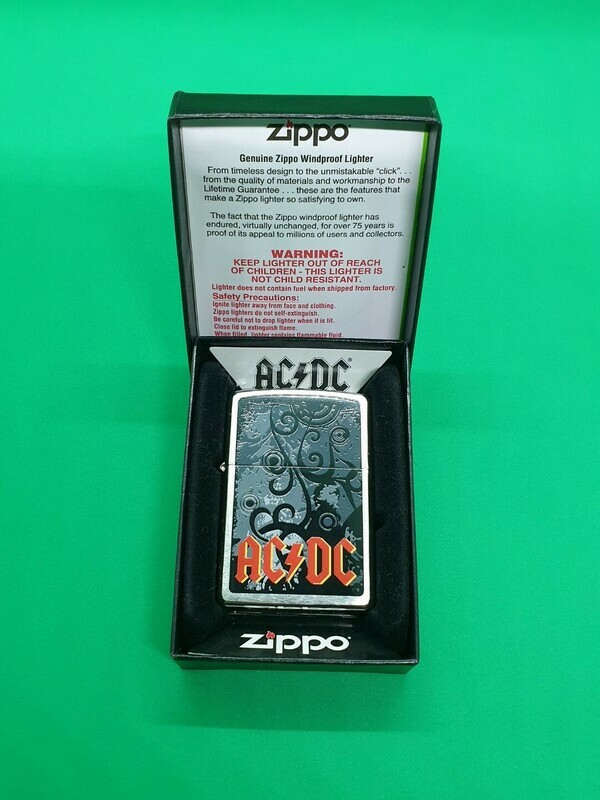 Zippo
Genuine Zippo Windproof Lighter
From timeless design to the unmistakable "click". . .
from the quality of materials and workmanship to the
Lifetime Guarantee . . . these are the features that
make a Zippo lighter so satisfying to own.
The fact that the Zippo windproof lighter has
endured, virtually unchanged, for over 75 years is
proof of its appeal to millions of users and collectors.
WARNING:
KEEP LIGHTER OUT OF REACH
OF CHILDREN - THIS LIGHTER IS
NOT CHILD RESISTANT.
Lighter does not contain fuel when shipped from factory.
Safety Precautions:
Ignite lighter away from face and clothing.
Zippo lighters do not self-extinguish.
Be careful not to drop lighter when it is lit.
Close lid to extinguish flame.
When filled, lighter contains flammable fluid.
AC⚡DC®
AC⚡DC
Zippo